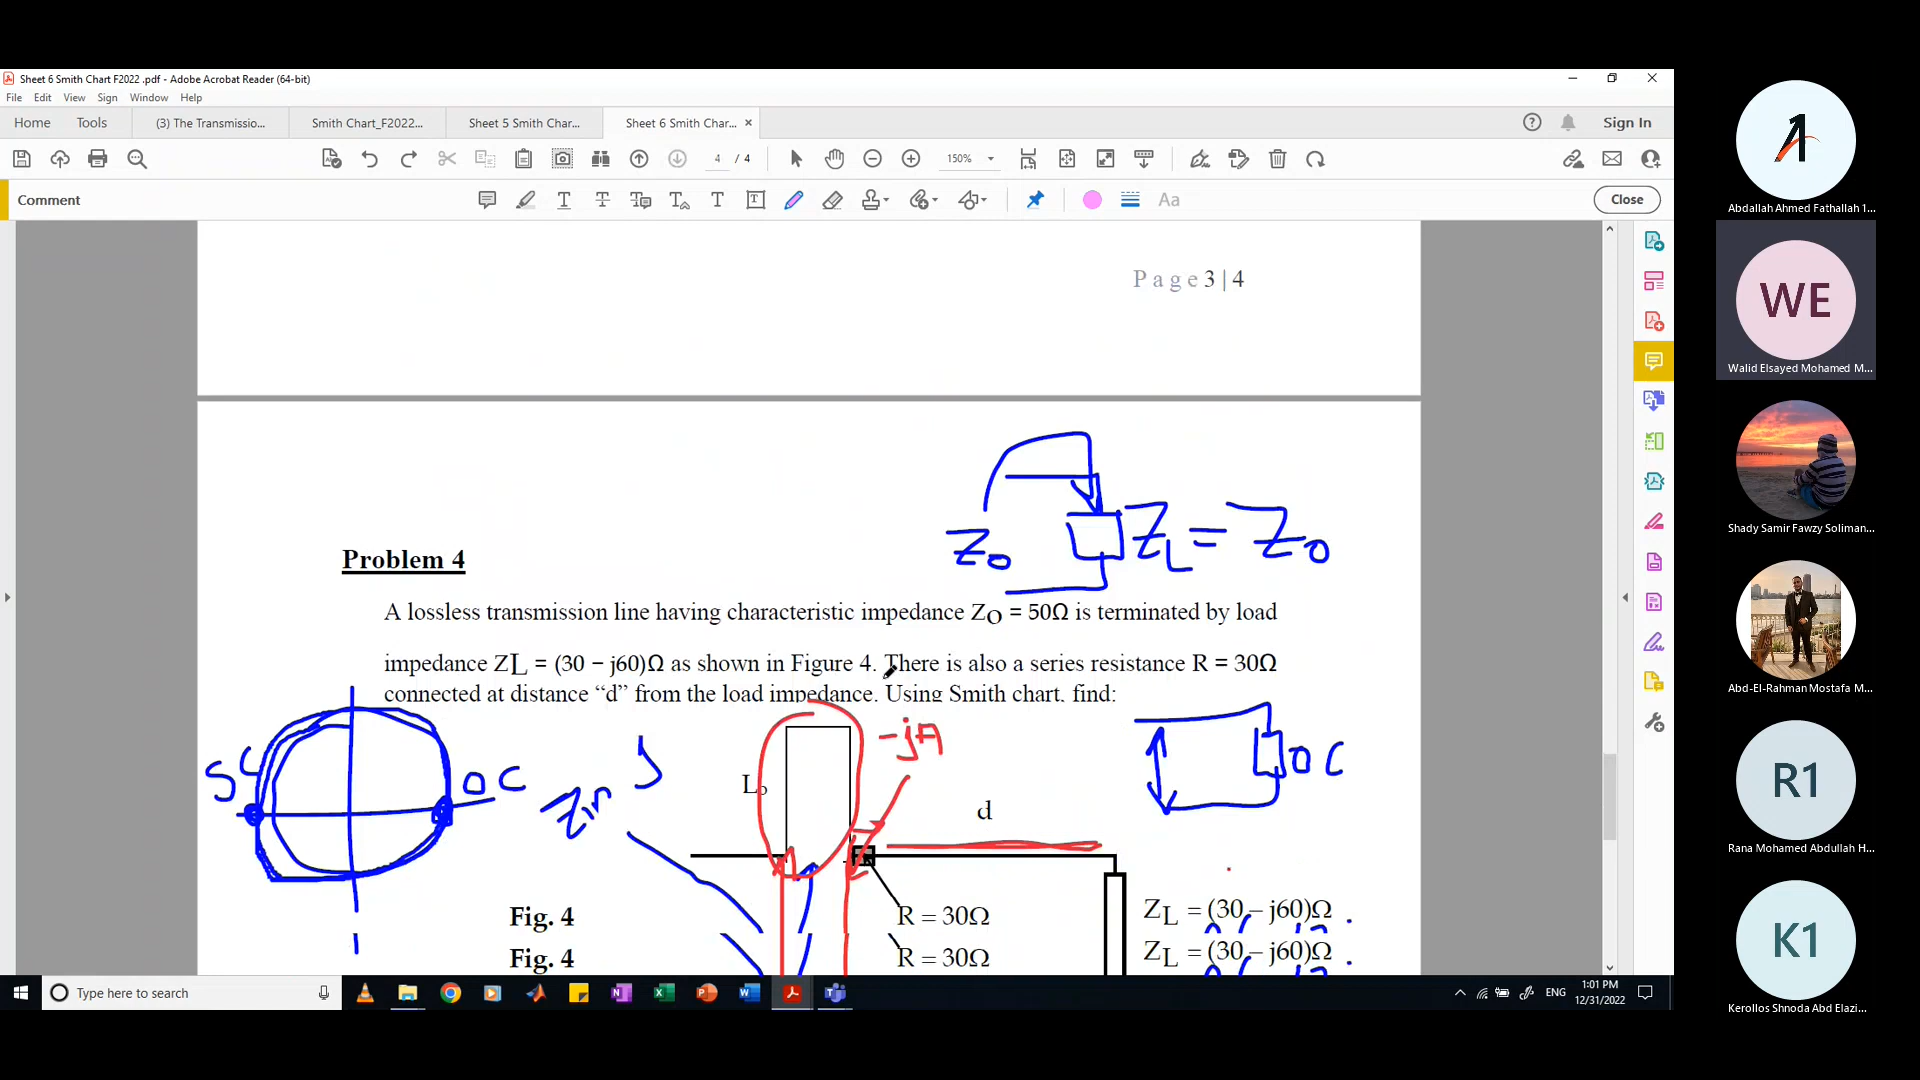 Sheet 6 Smith Chart F2022 .pdf - Adobe Acrobat Reader (64-bit)
File Edit View Sign Window Help
Home Tools (3) The Transmissio... Smith Chart_F2022... Sheet 5 Smith Char... Sheet 6 Smith Char... × Sign In
4 / 4 150%
Comment Aa Close
Page 3 | 4
Z0 ZL = Z0
Problem 4
A lossless transmission line having characteristic impedance ZO = 50Ω is terminated by load
impedance ZL = (30 − j60)Ω as shown in Figure 4. There is also a series resistance R = 30Ω
connected at distance “d” from the load impedance. Using Smith chart, find:
-jA
SC OC Zin L₀ d OC
Fig. 4 R = 30Ω ZL = (30 – j60)Ω
Fig. 4 R = 30Ω ZL = (30 – j60)Ω
Type here to search
ENG 1:01 PM
12/31/2022
Abdallah Ahmed Fathallah 1...
WE
Walid Elsayed Mohamed M...
Shady Samir Fawzy Soliman...
Abd-El-Rahman Mostafa M...
R1
Rana Mohamed Abdullah H...
K1
Kerollos Shnoda Abd Elazi...